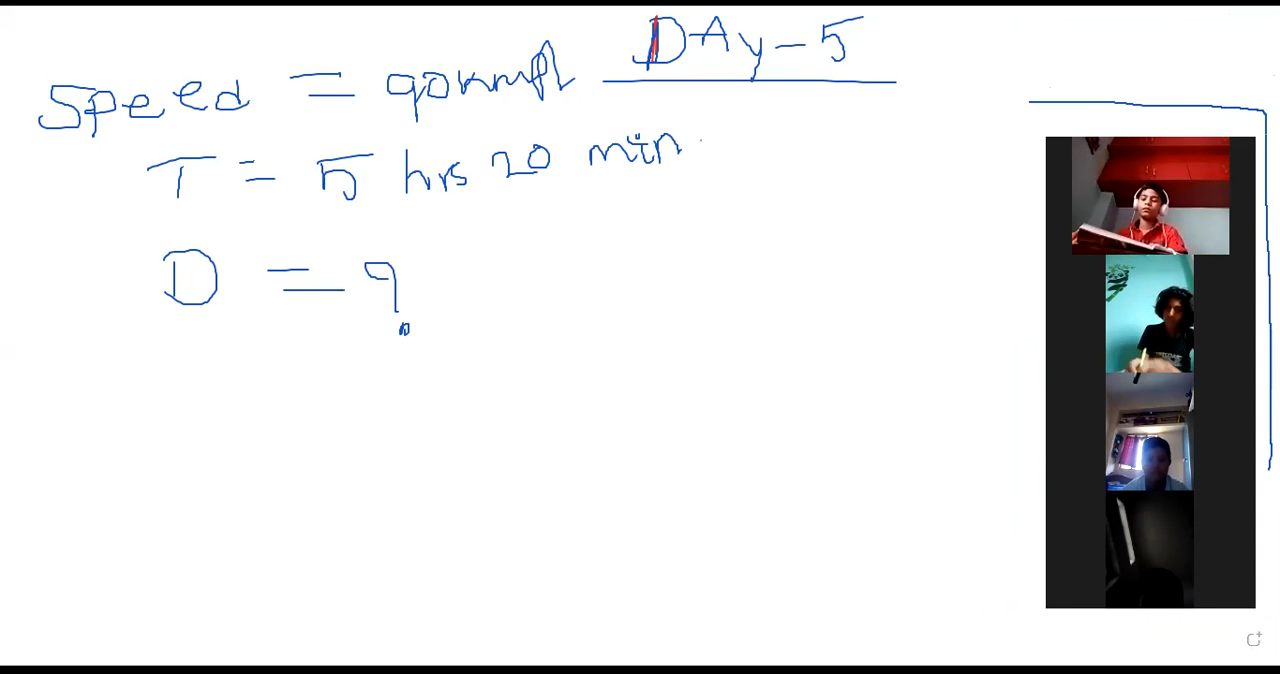 DAy - 5
Speed = 90kmph
T = 5 hrs 20 min
D = ?